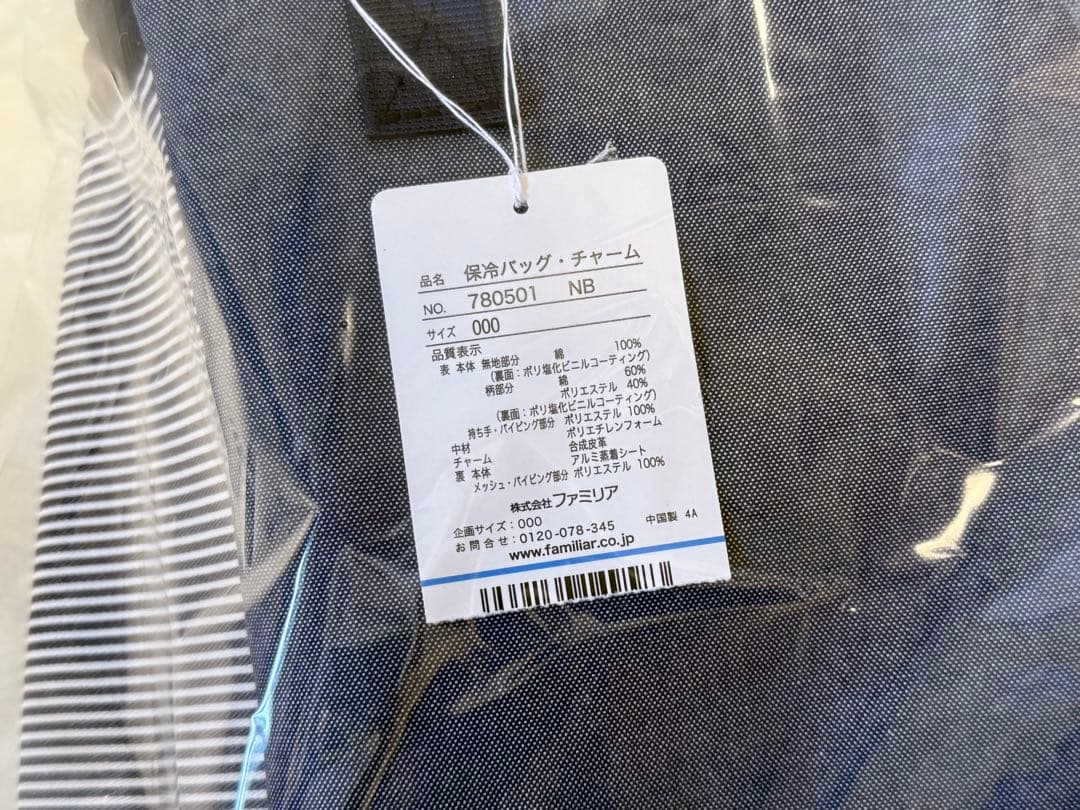 品名 保冷バッグ・チャーム
NO. 780501 NB
サイズ 000
品質表示
表 本体 無地部分 綿 100%
(裏面：ポリ塩化ビニルコーティング)
柄部分 綿 60%
ポリエステル 40%
(裏面：ポリ塩化ビニルコーティング)
持ち手・パイピング部分 ポリエステル 100%
中材 ポリエチレンフォーム
チャーム 合成皮革
裏 本体 アルミ蒸着シート
メッシュ・パイピング部分 ポリエステル 100%
株式会社ファミリア
企画サイズ：000 中国製 4A
お問合せ：0120-078-345
www.familiar.co.jp